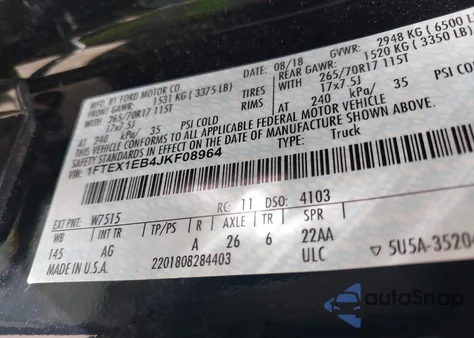 MFD. BY FORD MOTOR CO.
08/18 GVWR: 2948 KG (6500
FRONT GAWR: 1531 KG (3375 LB) REAR GAWR: 1520 KG (3350 LB)
265/70R17 115T TIRES 265/70R17 115T
17x7.5J RIMS 17x7.5J
AT 240 kPa/ 35 PSI COLD AT 240 kPa/ 35 PSI COLD
THIS VEHICLE CONFORMS TO ALL APPLICABLE FEDERAL MOTOR VEHICLE
SAFETY AND THEFT PREVENTION STANDARDS IN EFFECT ON THE DATE OF
MANUFACTURE SHOWN ABOVE.
VIN: 1FTEX1EB4JKF08964 TYPE: Truck
EXT PNT: W7515 RC: 11 DSO: 4103
WB INT TR TP/PS R AXLE TR SPR
145 AG A 26 6 22AA
MADE IN U.S.A. 2201808284403 ULC ▽ 5U5A-35204
autoSnap